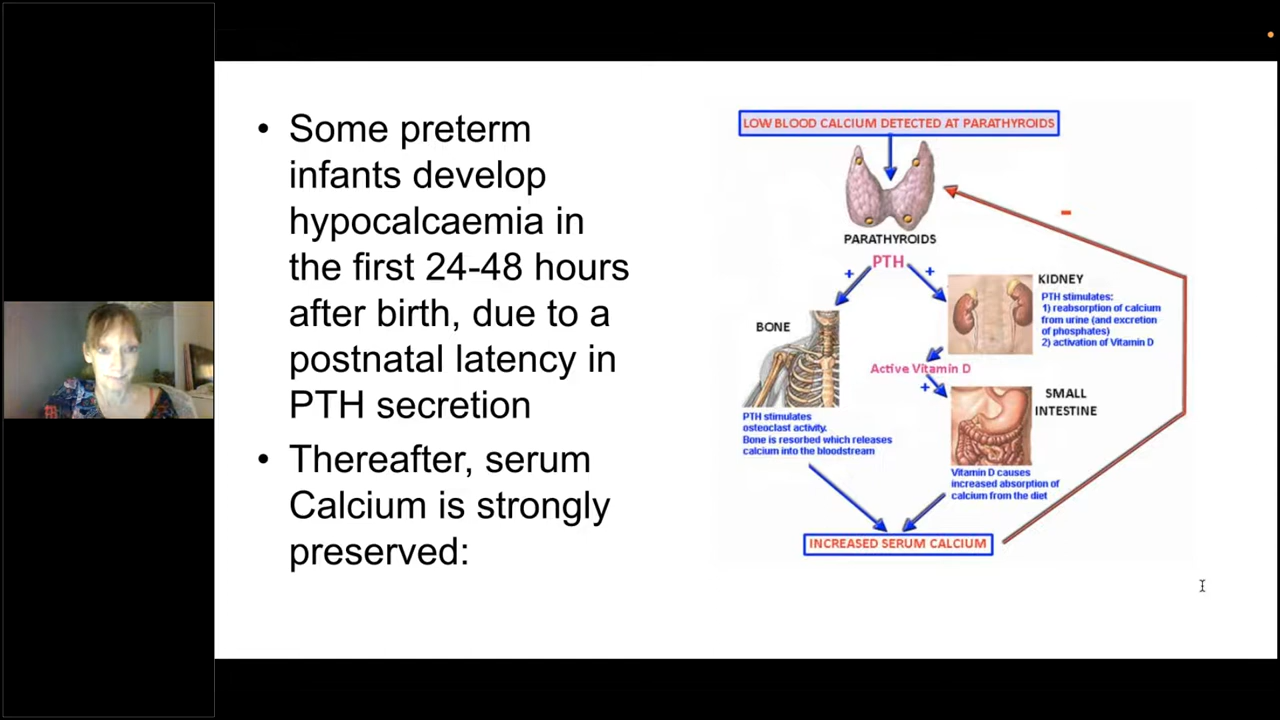 • Some preterm
infants develop
hypocalcaemia in
the first 24-48 hours
after birth, due to a
postnatal latency in
PTH secretion
• Thereafter, serum
Calcium is strongly
preserved:
LOW BLOOD CALCIUM DETECTED AT PARATHYROIDS
PARATHYROIDS
PTH
+ +
-
KIDNEY
PTH stimulates:
1) reabsorption of calcium
from urine (and excretion
of phosphates)
2) activation of Vitamin D
BONE
PTH stimulates
osteoclast activity.
Bone is resorbed which releases
calcium into the bloodstream
Active Vitamin D
+
SMALL
INTESTINE
Vitamin D causes
increased absorption of
calcium from the diet
INCREASED SERUM CALCIUM